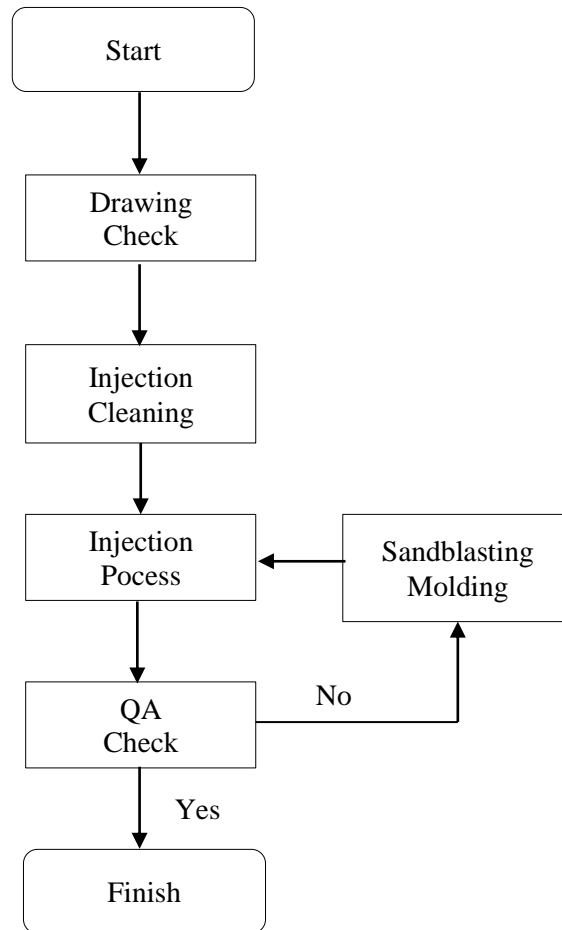 Start
Drawing
Check
Injection
Cleaning
Injection
Pocess
Sandblasting
Molding
QA
Check
No
Yes
Finish